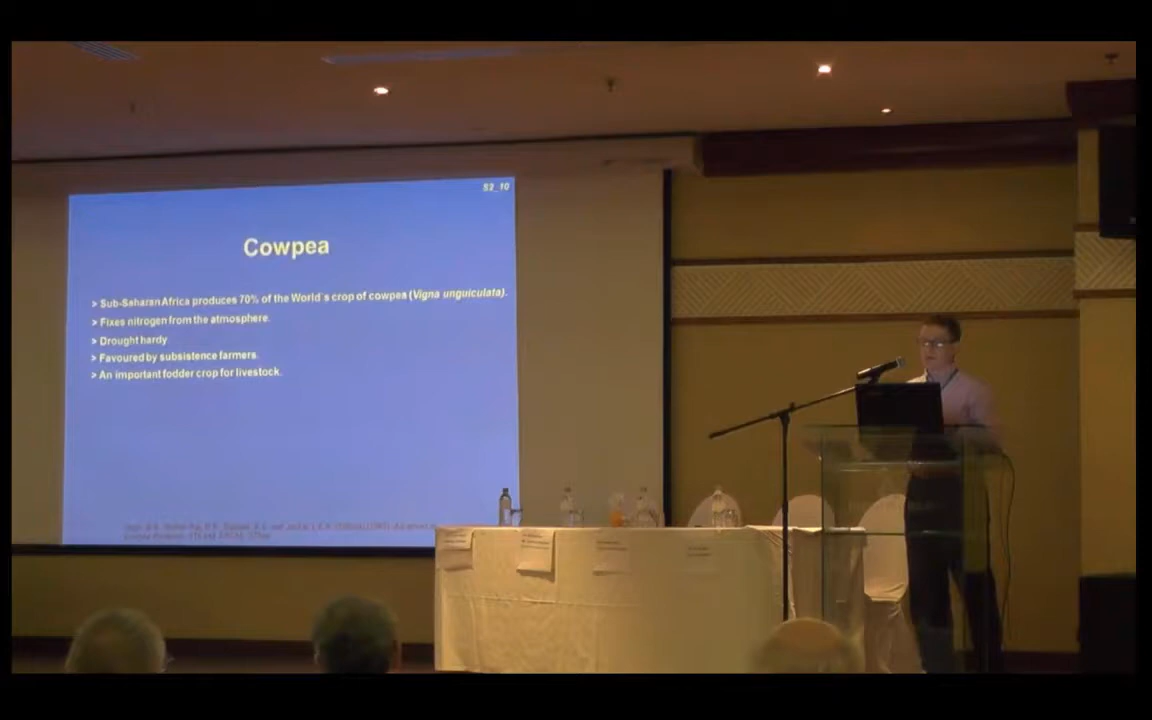 S2_10
Cowpea
> Sub-Saharan Africa produces 70% of the World`s crop of cowpea (Vigna unguiculata).
> Fixes nitrogen from the atmosphere.
> Drought hardy
> Favoured by subsistence farmers.
> An important fodder crop for livestock.